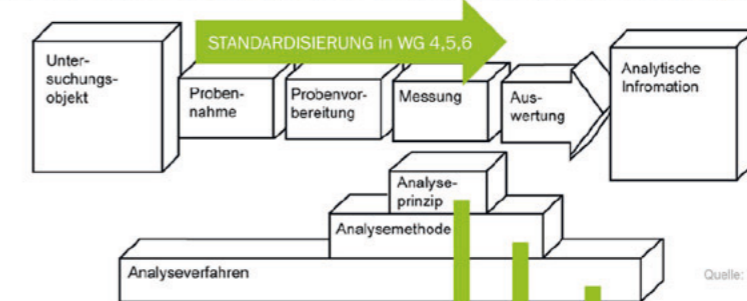 STANDARDISIERUNG in WG 4,5,6
Unter-
suchungs-
objekt
Proben-
nahme
Probenvor-
bereitung
Messung
Aus-
wertung
Analytische
Infromation
Analyse-
prinzip
Analysemethode
Analyseverfahren
Quelle: